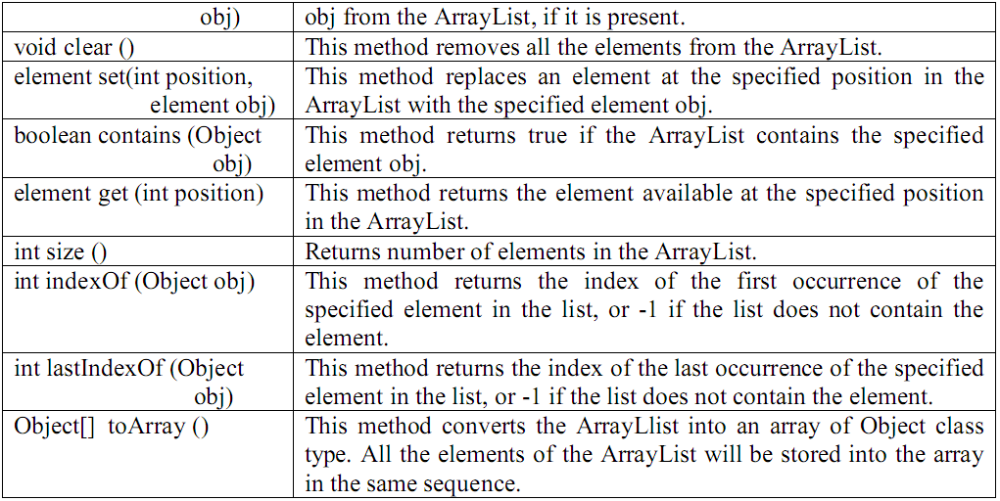 obj) obj from the ArrayList, if it is present.
void clear () This method removes all the elements from the ArrayList.
element set(int position, This method replaces an element at the specified position in the
element obj) ArrayList with the specified element obj.
boolean contains (Object This method returns true if the ArrayList contains the specified
obj) element obj.
element get (int position) This method returns the element available at the specified position
in the ArrayList.
int size () Returns number of elements in the ArrayList.
int indexOf (Object obj) This method returns the index of the first occurrence of the
specified element in the list, or -1 if the list does not contain the
element.
int lastIndexOf (Object This method returns the index of the last occurrence of the specified
obj) element in the list, or -1 if the list does not contain the element.
Object[] toArray () This method converts the ArrayLlist into an array of Object class
type. All the elements of the ArrayList will be stored into the array
in the same sequence.